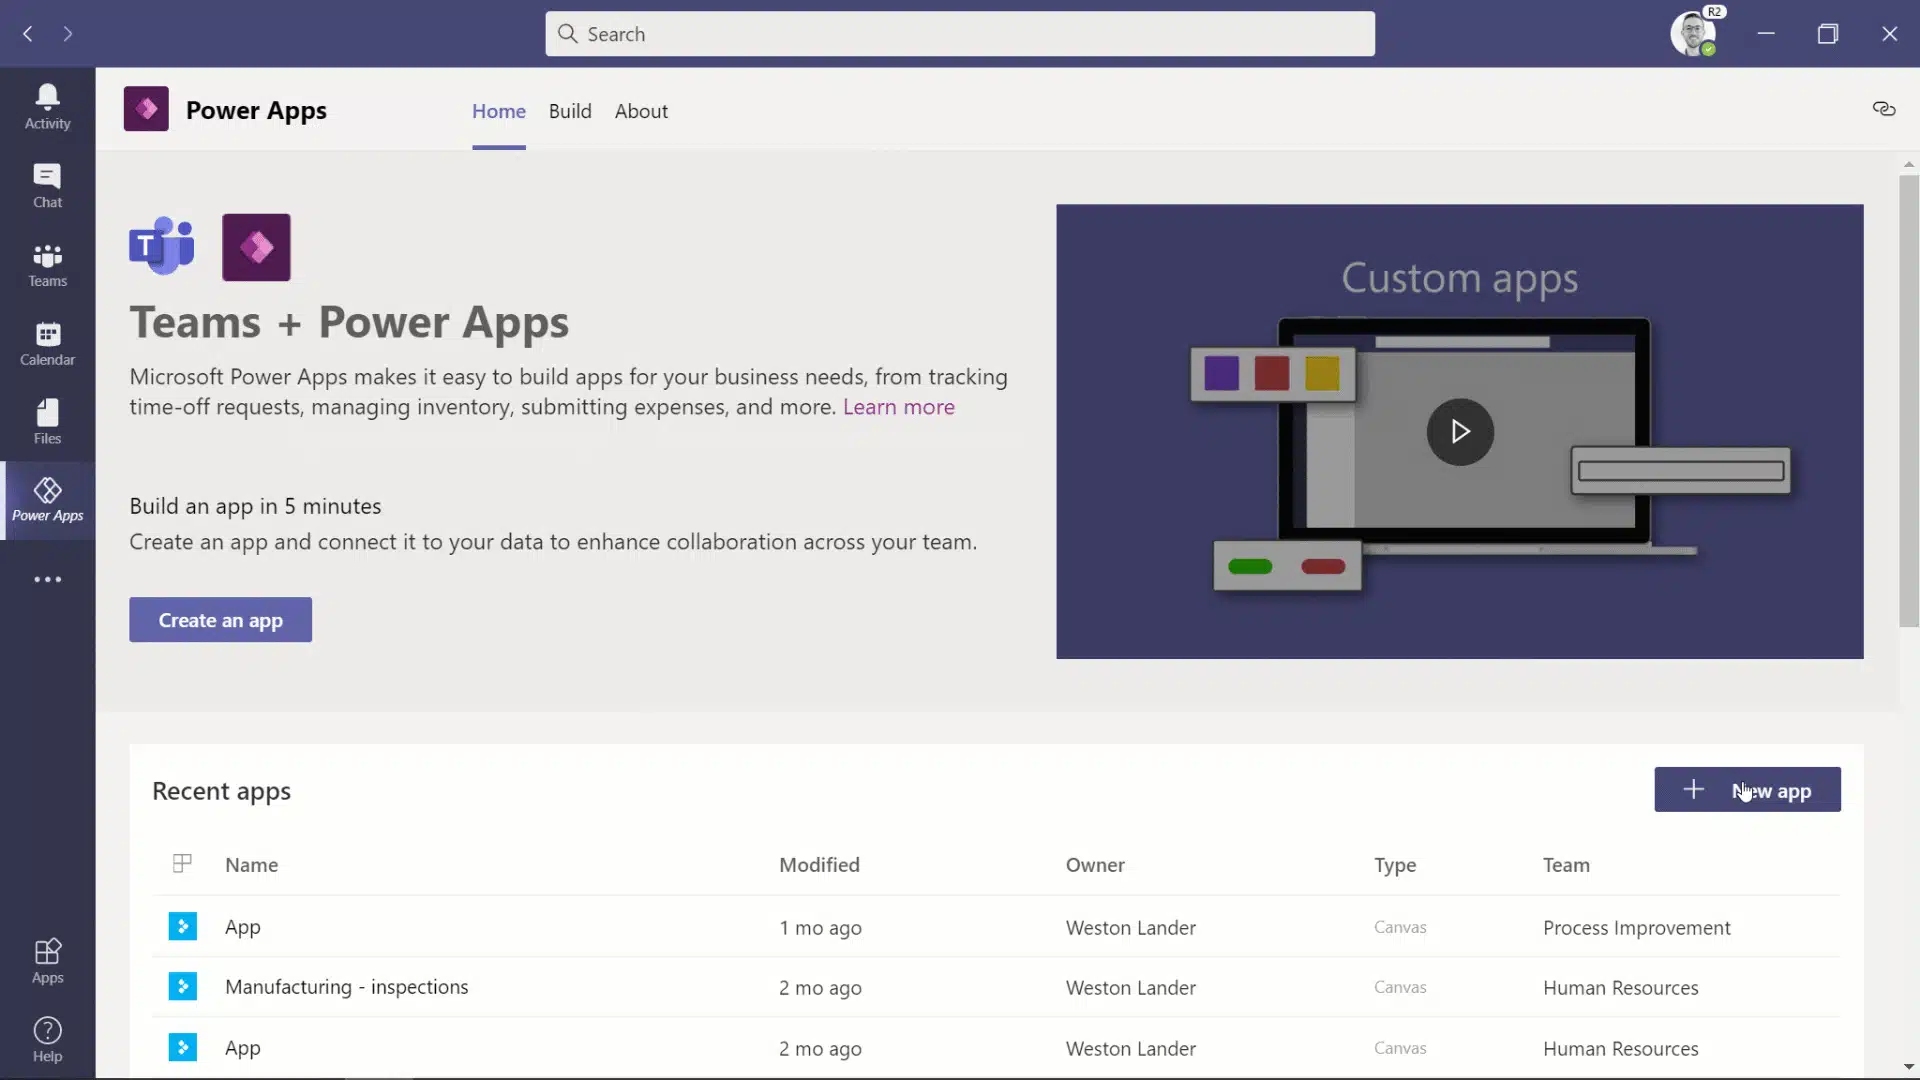 Search
R2
Activity
Chat
Teams
Calendar
Files
Power Apps
Apps
Help
Power Apps
Home
Build
About
T
Teams + Power Apps
Microsoft Power Apps makes it easy to build apps for your business needs, from tracking
time-off requests, managing inventory, submitting expenses, and more. Learn more
Build an app in 5 minutes
Create an app and connect it to your data to enhance collaboration across your team.
Create an app
Custom apps
Recent apps
New app
Name Modified Owner Type Team
App 1 mo ago Weston Lander Canvas Process Improvement
Manufacturing - inspections 2 mo ago Weston Lander Canvas Human Resources
App 2 mo ago Weston Lander Canvas Human Resources